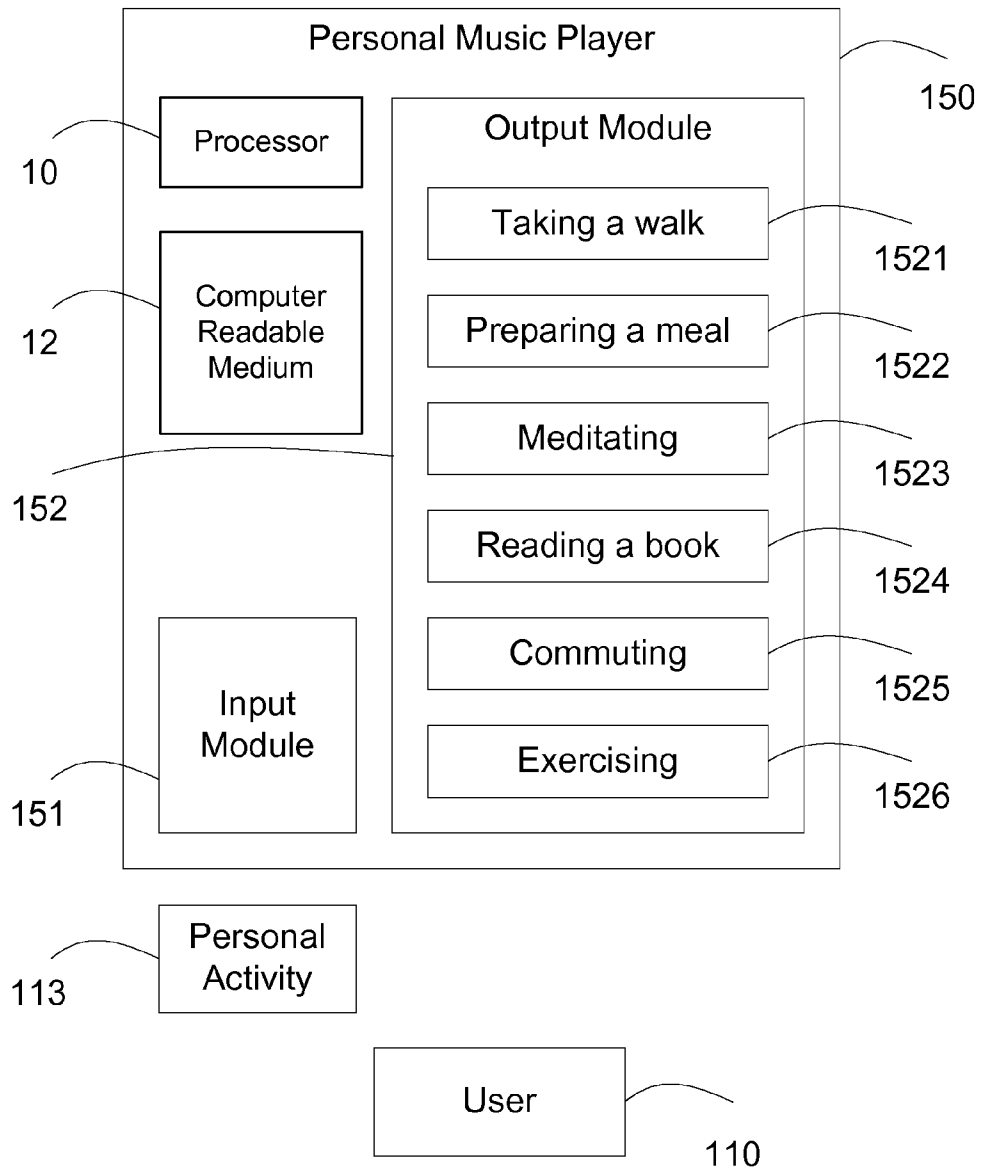 Personal Music Player
150
Processor
10
Output Module
Taking a walk
1521
Computer
Readable
Medium
12
Preparing a meal
1522
Meditating
1523
152
Reading a book
1524
Commuting
1525
Input
Module
151
Exercising
1526
Personal
Activity
113
User
110